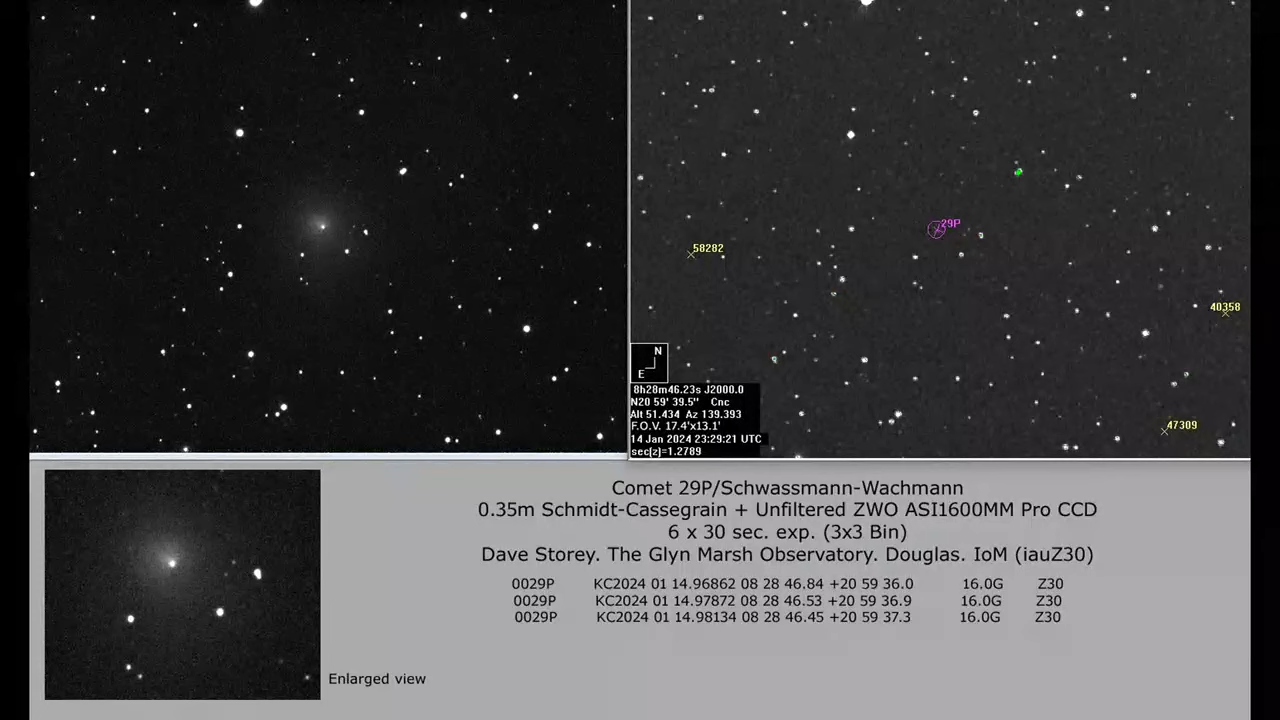 29P
58282
40358
47309
N
E
8h28m46.23s J2000.0
N20 59' 39.5" Cnc
Alt 51.434 Az 139.393
F.O.V. 17.4'x13.1'
14 Jan 2024 23:29:21 UTC
sec(z)=1.2789
Comet 29P/Schwassmann-Wachmann
0.35m Schmidt-Cassegrain + Unfiltered ZWO ASI1600MM Pro CCD
6 x 30 sec. exp. (3x3 Bin)
Dave Storey. The Glyn Marsh Observatory. Douglas. IoM (iauZ30)
0029P KC2024 01 14.96862 08 28 46.84 +20 59 36.0 16.0G Z30
0029P KC2024 01 14.97872 08 28 46.53 +20 59 36.9 16.0G Z30
0029P KC2024 01 14.98134 08 28 46.45 +20 59 37.3 16.0G Z30
Enlarged view